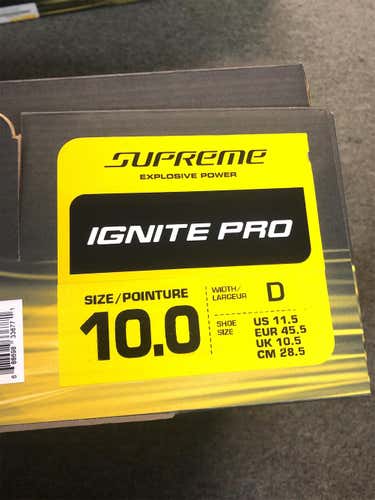 SUPREME
EXPLOSIVE POWER
IGNITE PRO
SIZE/POINTURE
10.0
WIDTH/
LARGEUR
D
SHOE
SIZE
US 11.5
EUR 45.5
UK 10.5
CM 28.5